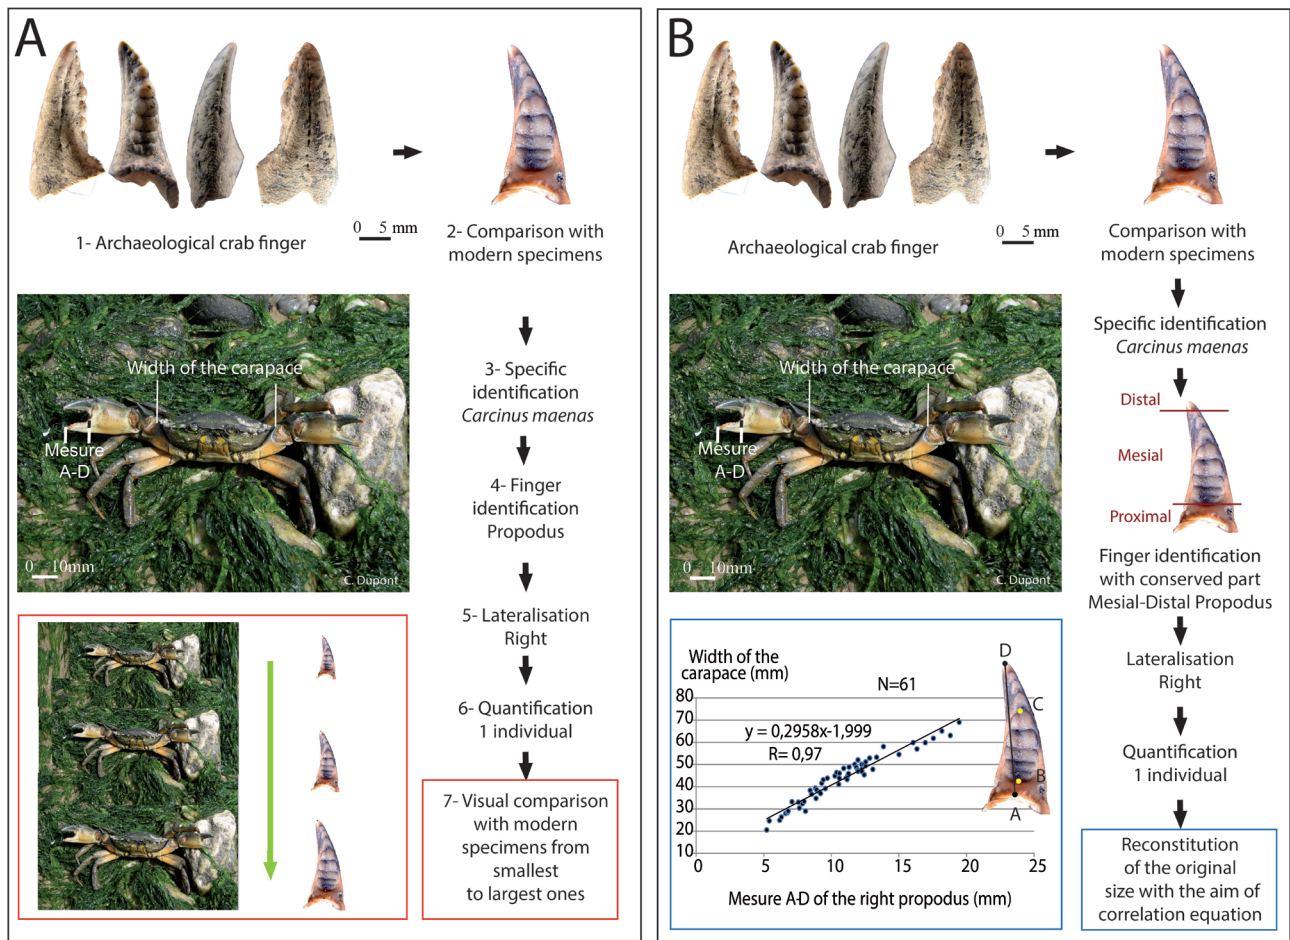 A
0 5 mm
1- Archaeological crab finger
2- Comparison with
modern specimens
Width of the carapace
Mesure
A-D
0 10mm
C. Dupont
3- Specific
identification
Carcinus maenas
4- Finger
identification
Propodus
5- Lateralisation
Right
6- Quantification
1 individual
7- Visual comparison
with modern
specimens from
smallest
to largest ones
B
0 5 mm
Archaeological crab finger
Comparison with
modern specimens
Width of the carapace
Mesure
A-D
0 10mm
C. Dupont
Specific identification
Carcinus maenas
Distal
Mesial
Proximal
Finger identification
with conserved part
Mesial-Distal Propodus
Lateralisation
Right
Quantification
1 individual
Reconstitution
of the original
size with the aim of
correlation equation
Width of the
carapace (mm)
N=61
y = 0,2958x-1,999
R= 0,97
80
70
60
50
40
30
20
10
0 5 10 15 20 25
Mesure A-D of the right propodus (mm)
D
C
B
A